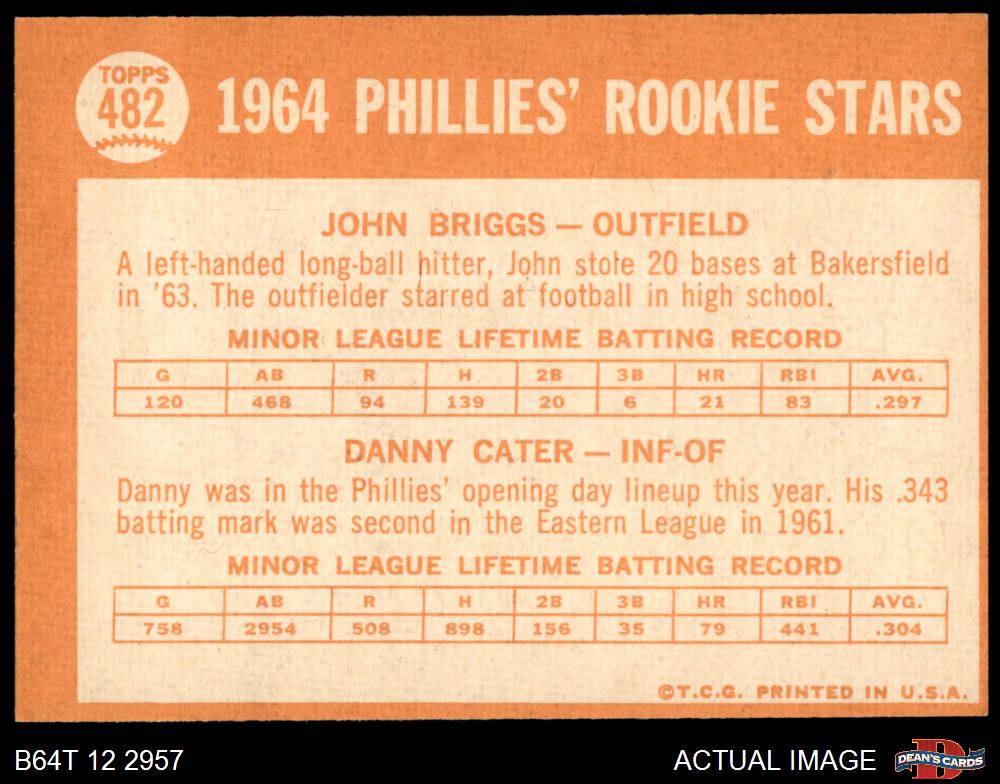 TOPPS
482
1964 PHILLIES' ROOKIE STARS
JOHN BRIGGS — OUTFIELD
A left-handed long-ball hitter, John stole 20 bases at Bakersfield
in '63. The outfielder starred at football in high school.
MINOR LEAGUE LIFETIME BATTING RECORD
G AB R H 2B 3B HR RBI AVG.
120 468 94 139 20 6 21 83 .297
DANNY CATER — INF-OF
Danny was in the Phillies' opening day lineup this year. His .343
batting mark was second in the Eastern League in 1961.
MINOR LEAGUE LIFETIME BATTING RECORD
G AB R H 2B 3B HR RBI AVG.
758 2954 508 898 156 35 79 441 .304
©T.C.G. PRINTED IN U.S.A.
B64T 12 2957
ACTUAL IMAGE
D
DEAN'S CARDS